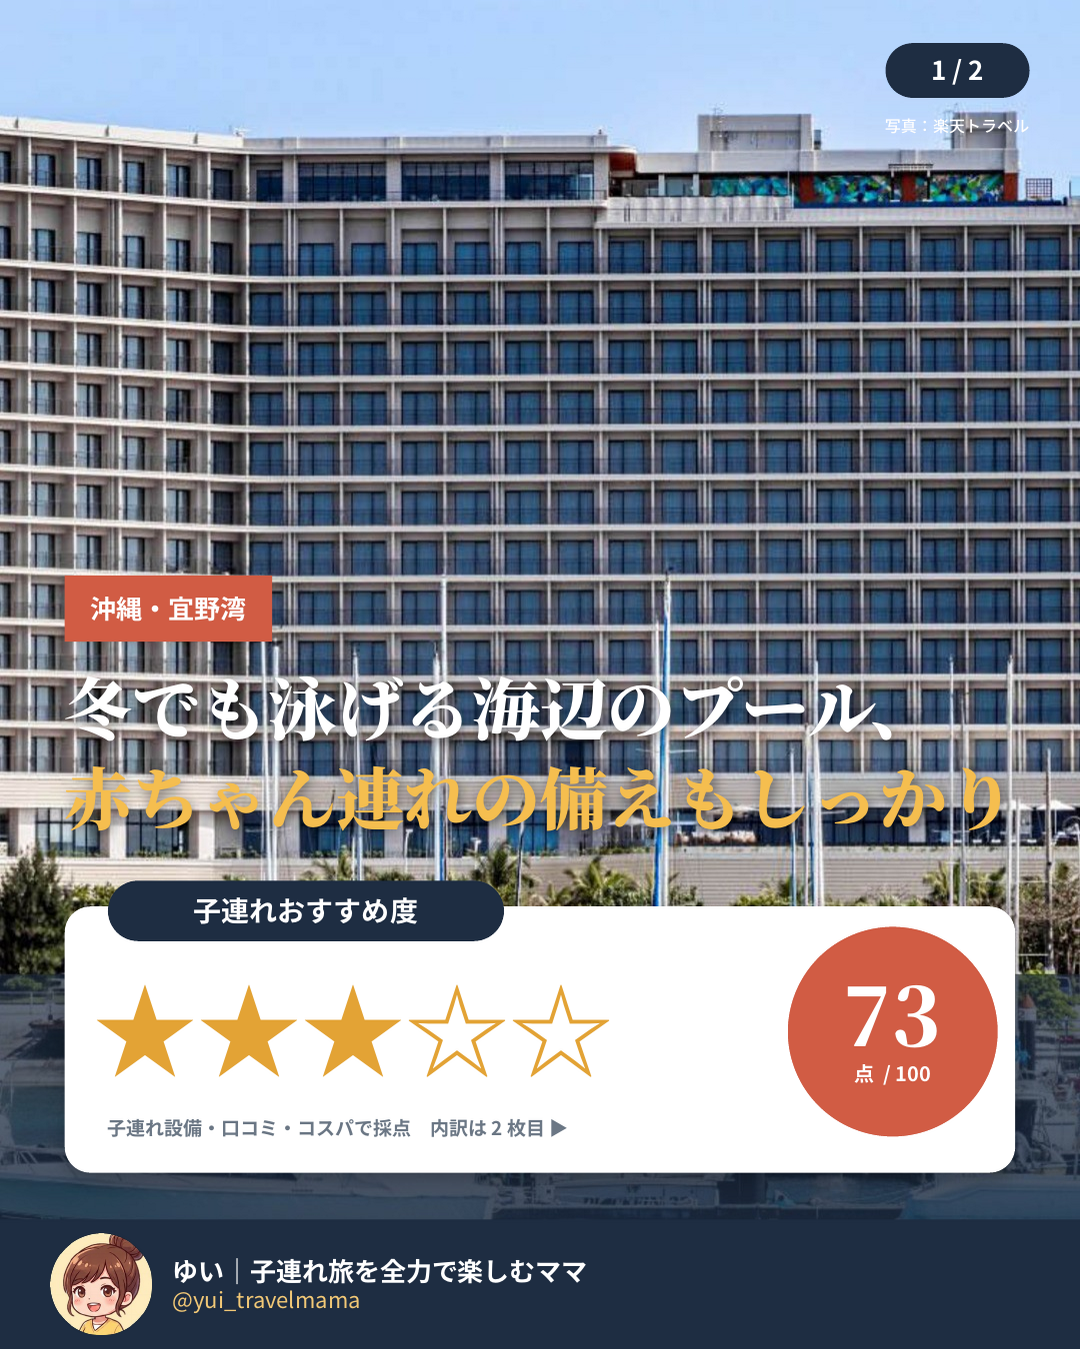 1 / 2
写真：楽天トラベル
沖縄・宜野湾
冬でも泳げる海辺のプール、
赤ちゃん連れの備えもしっかり
子連れおすすめ度
★★★☆☆
73
点 / 100
子連れ設備・口コミ・コスパで採点　内訳は 2 枚目 ▶
ゆい｜子連れ旅を全力で楽しむママ
@yui_travelmama